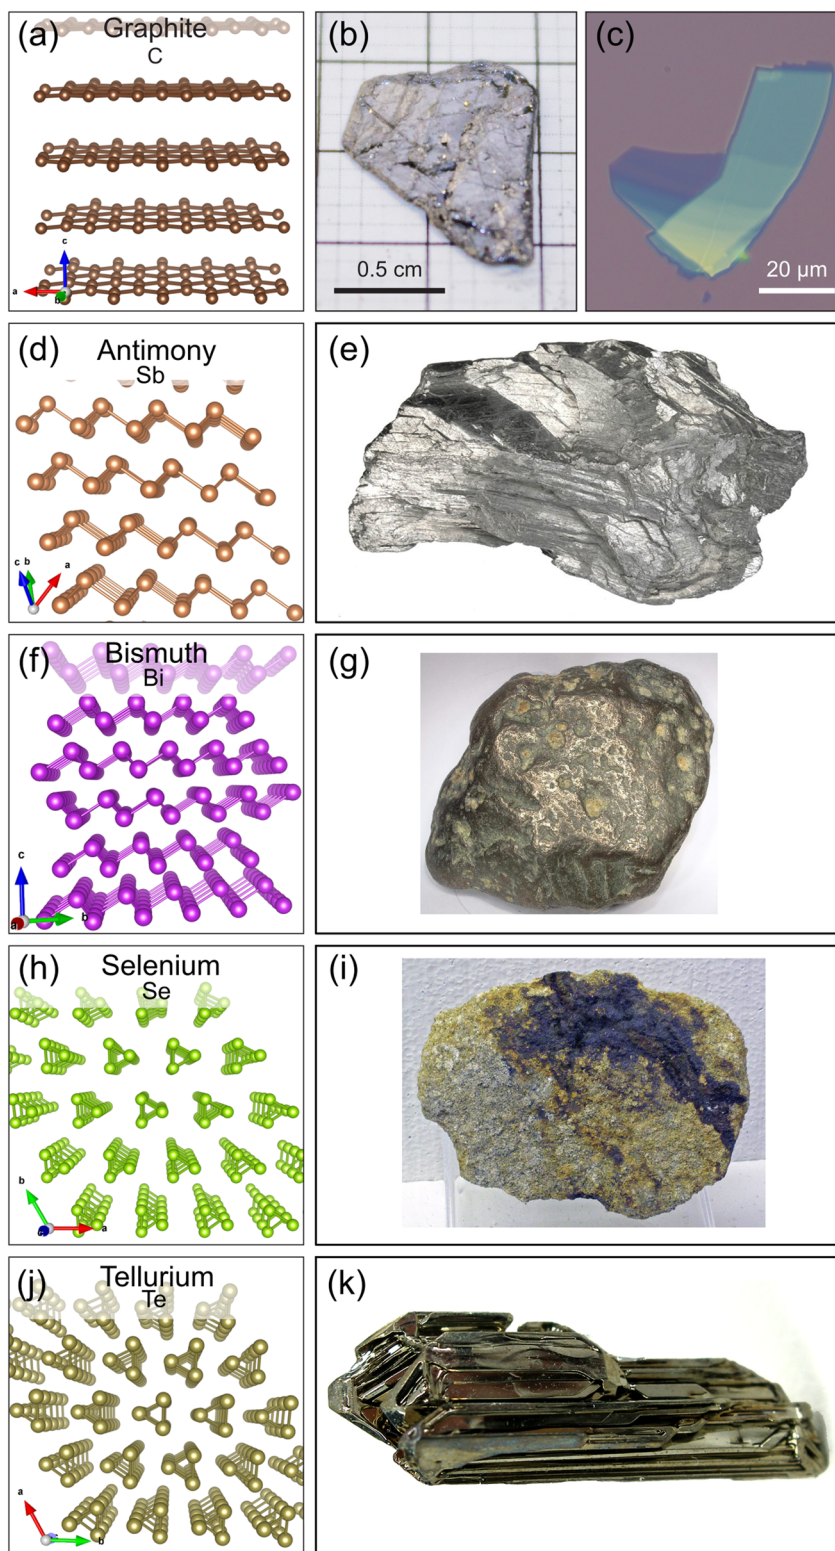 (a) Graphite
C
c
a
b
(b)
0.5 cm
(c)
20 µm
(d) Antimony
Sb
c b a
(e)
(f) Bismuth
Bi
c
a b
(g)
(h) Selenium
Se
b
a
(i)
(j) Tellurium
Te
a
b
(k)